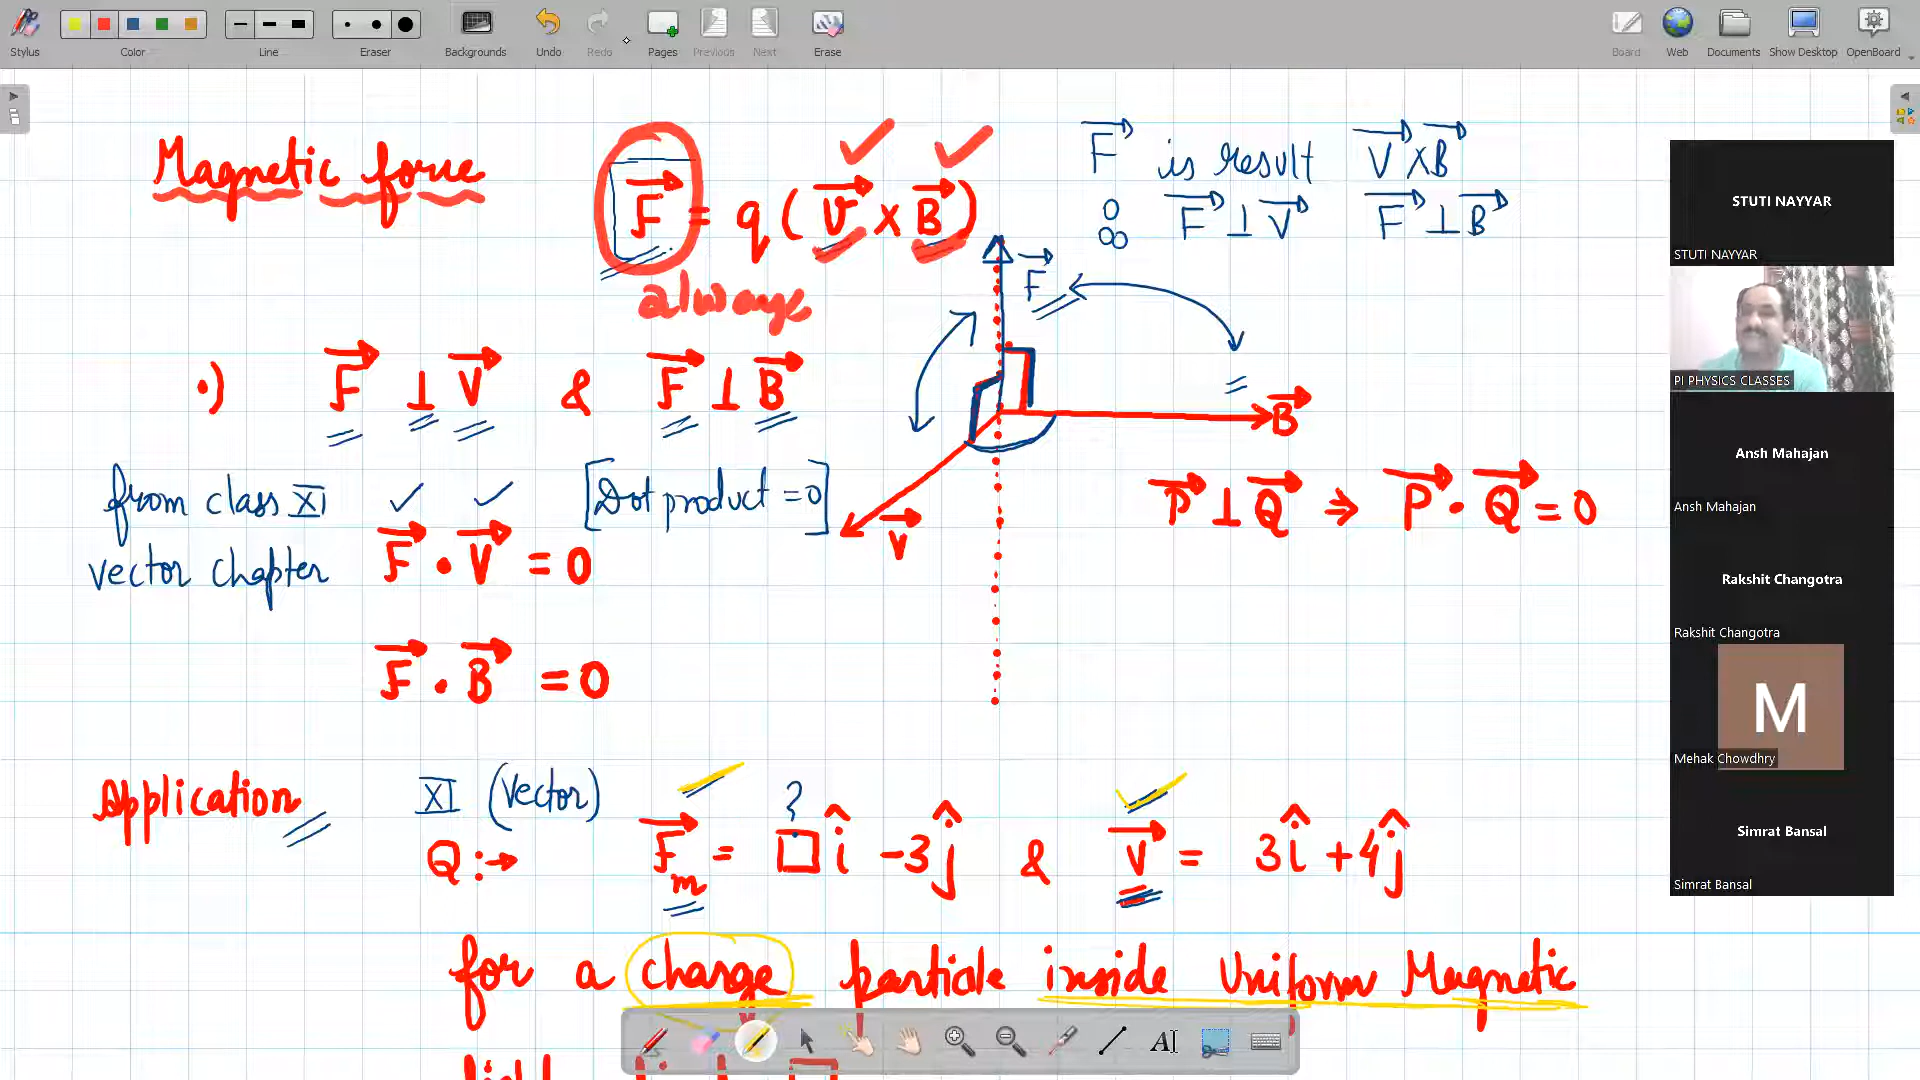 Stylus Color Line Eraser Backgrounds Undo Redo Pages Previous Next Erase Board Web Documents Show Desktop OpenBoard
Magnetic force
F = q ( V × B )
always
F is result V × B
∴ F ⊥ V F ⊥ B
F
B
V
•) F ⊥ V & F ⊥ B
from class XI
vector chapter
[Dot product = 0]
F • V = 0
F • B = 0
P ⊥ Q ⇒ P • Q = 0
Application
XI (Vector)
?
Q :→ Fm = □ î - 3 ĵ & V = 3 î + 4 ĵ
for a charge particle inside Uniform Magnetic
STUTI NAYYAR
STUTI NAYYAR
PI PHYSICS CLASSES
Ansh Mahajan
Ansh Mahajan
Rakshit Changotra
Rakshit Changotra
M
Mehak Chowdhry
Simrat Bansal
Simrat Bansal